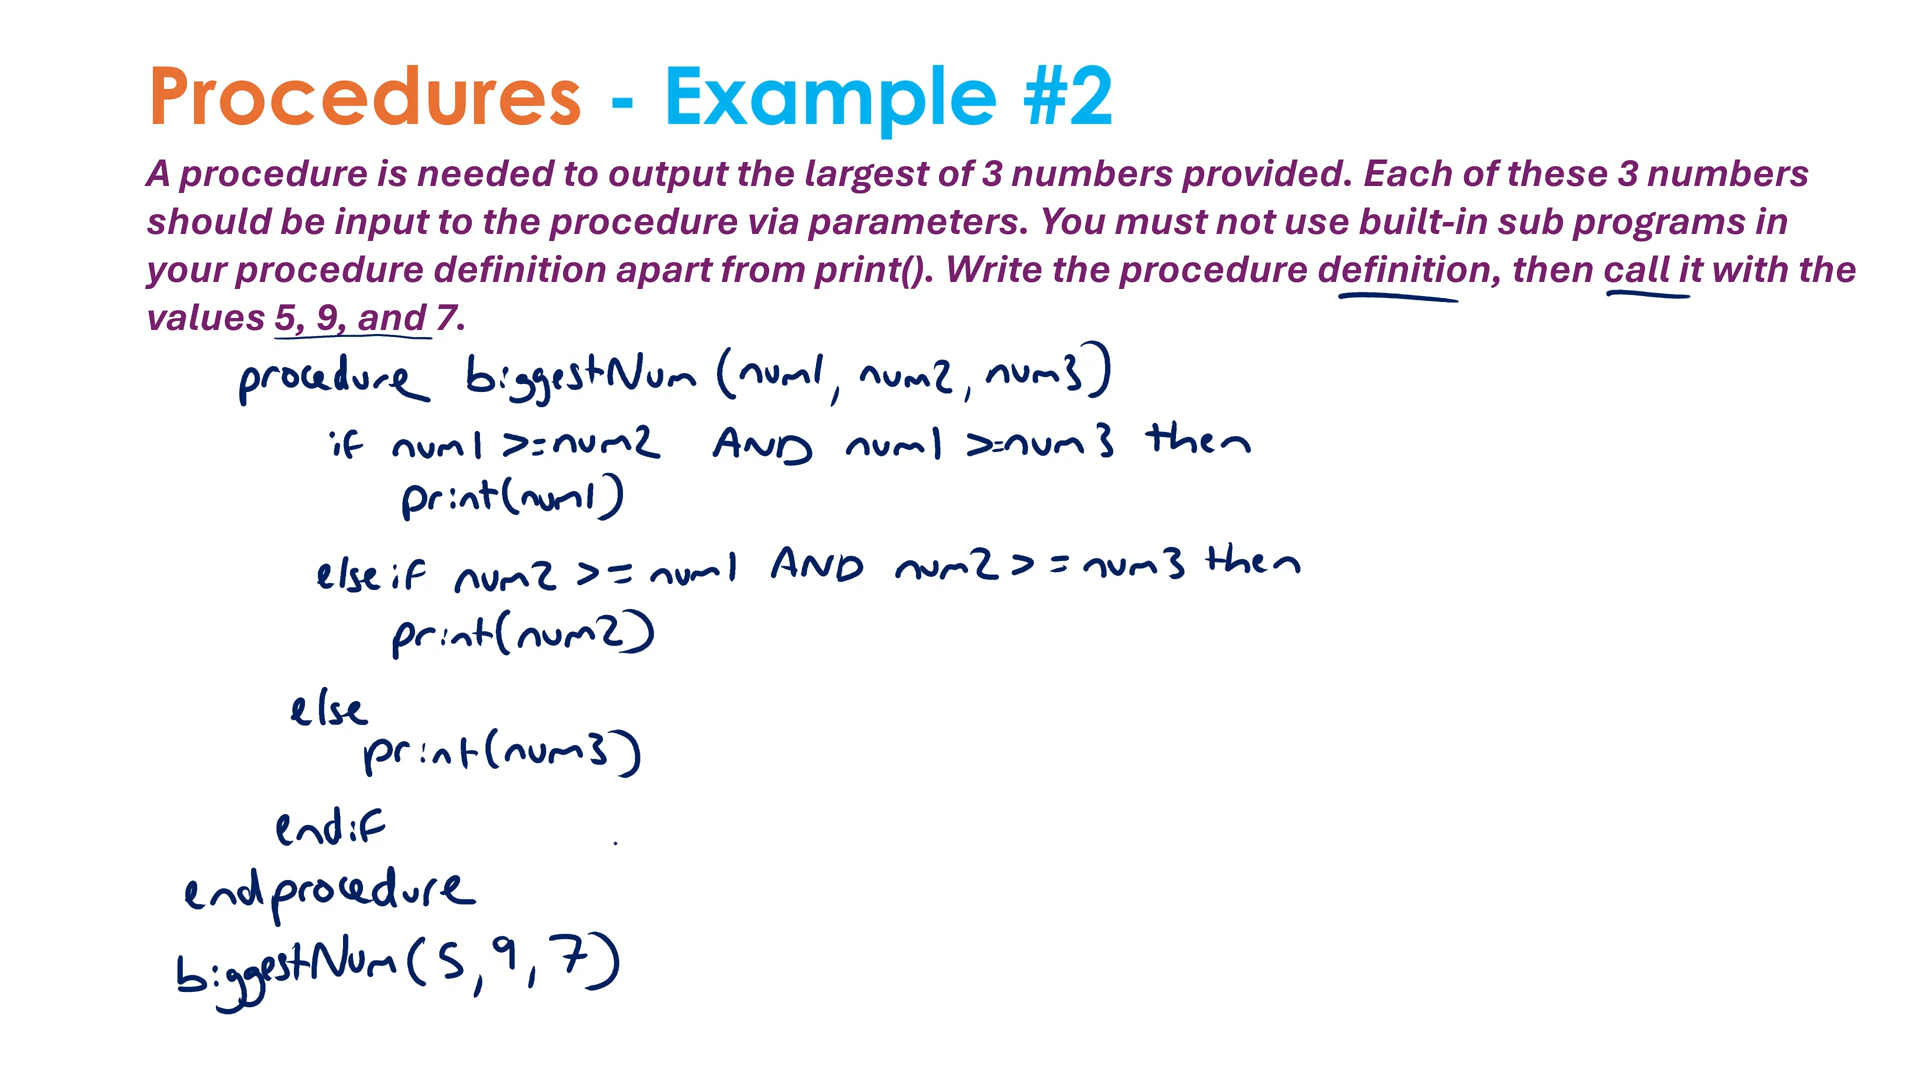 Procedures - Example #2
A procedure is needed to output the largest of 3 numbers provided. Each of these 3 numbers
should be input to the procedure via parameters. You must not use built-in sub programs in
your procedure definition apart from print(). Write the procedure definition, then call it with the
values 5, 9, and 7.
procedure biggestNum (num1, num2, num3)
if num1 >=num2 AND num1 >=num3 then
print(num1)
elseif num2 >= num1 AND num2 >= num3 then
print(num2)
else
print(num3)
endif
endprocedure
biggestNum(5,9,7)